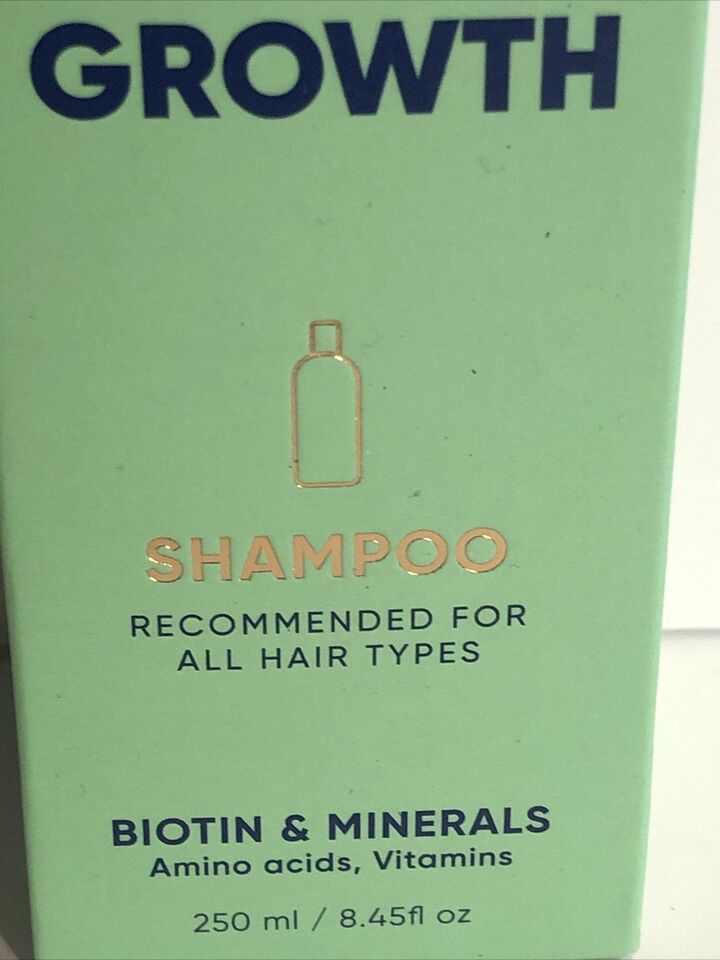 GROWTH
SHAMPOO
RECOMMENDED FOR
ALL HAIR TYPES
BIOTIN & MINERALS
Amino acids, Vitamins
250 ml / 8.45fl oz